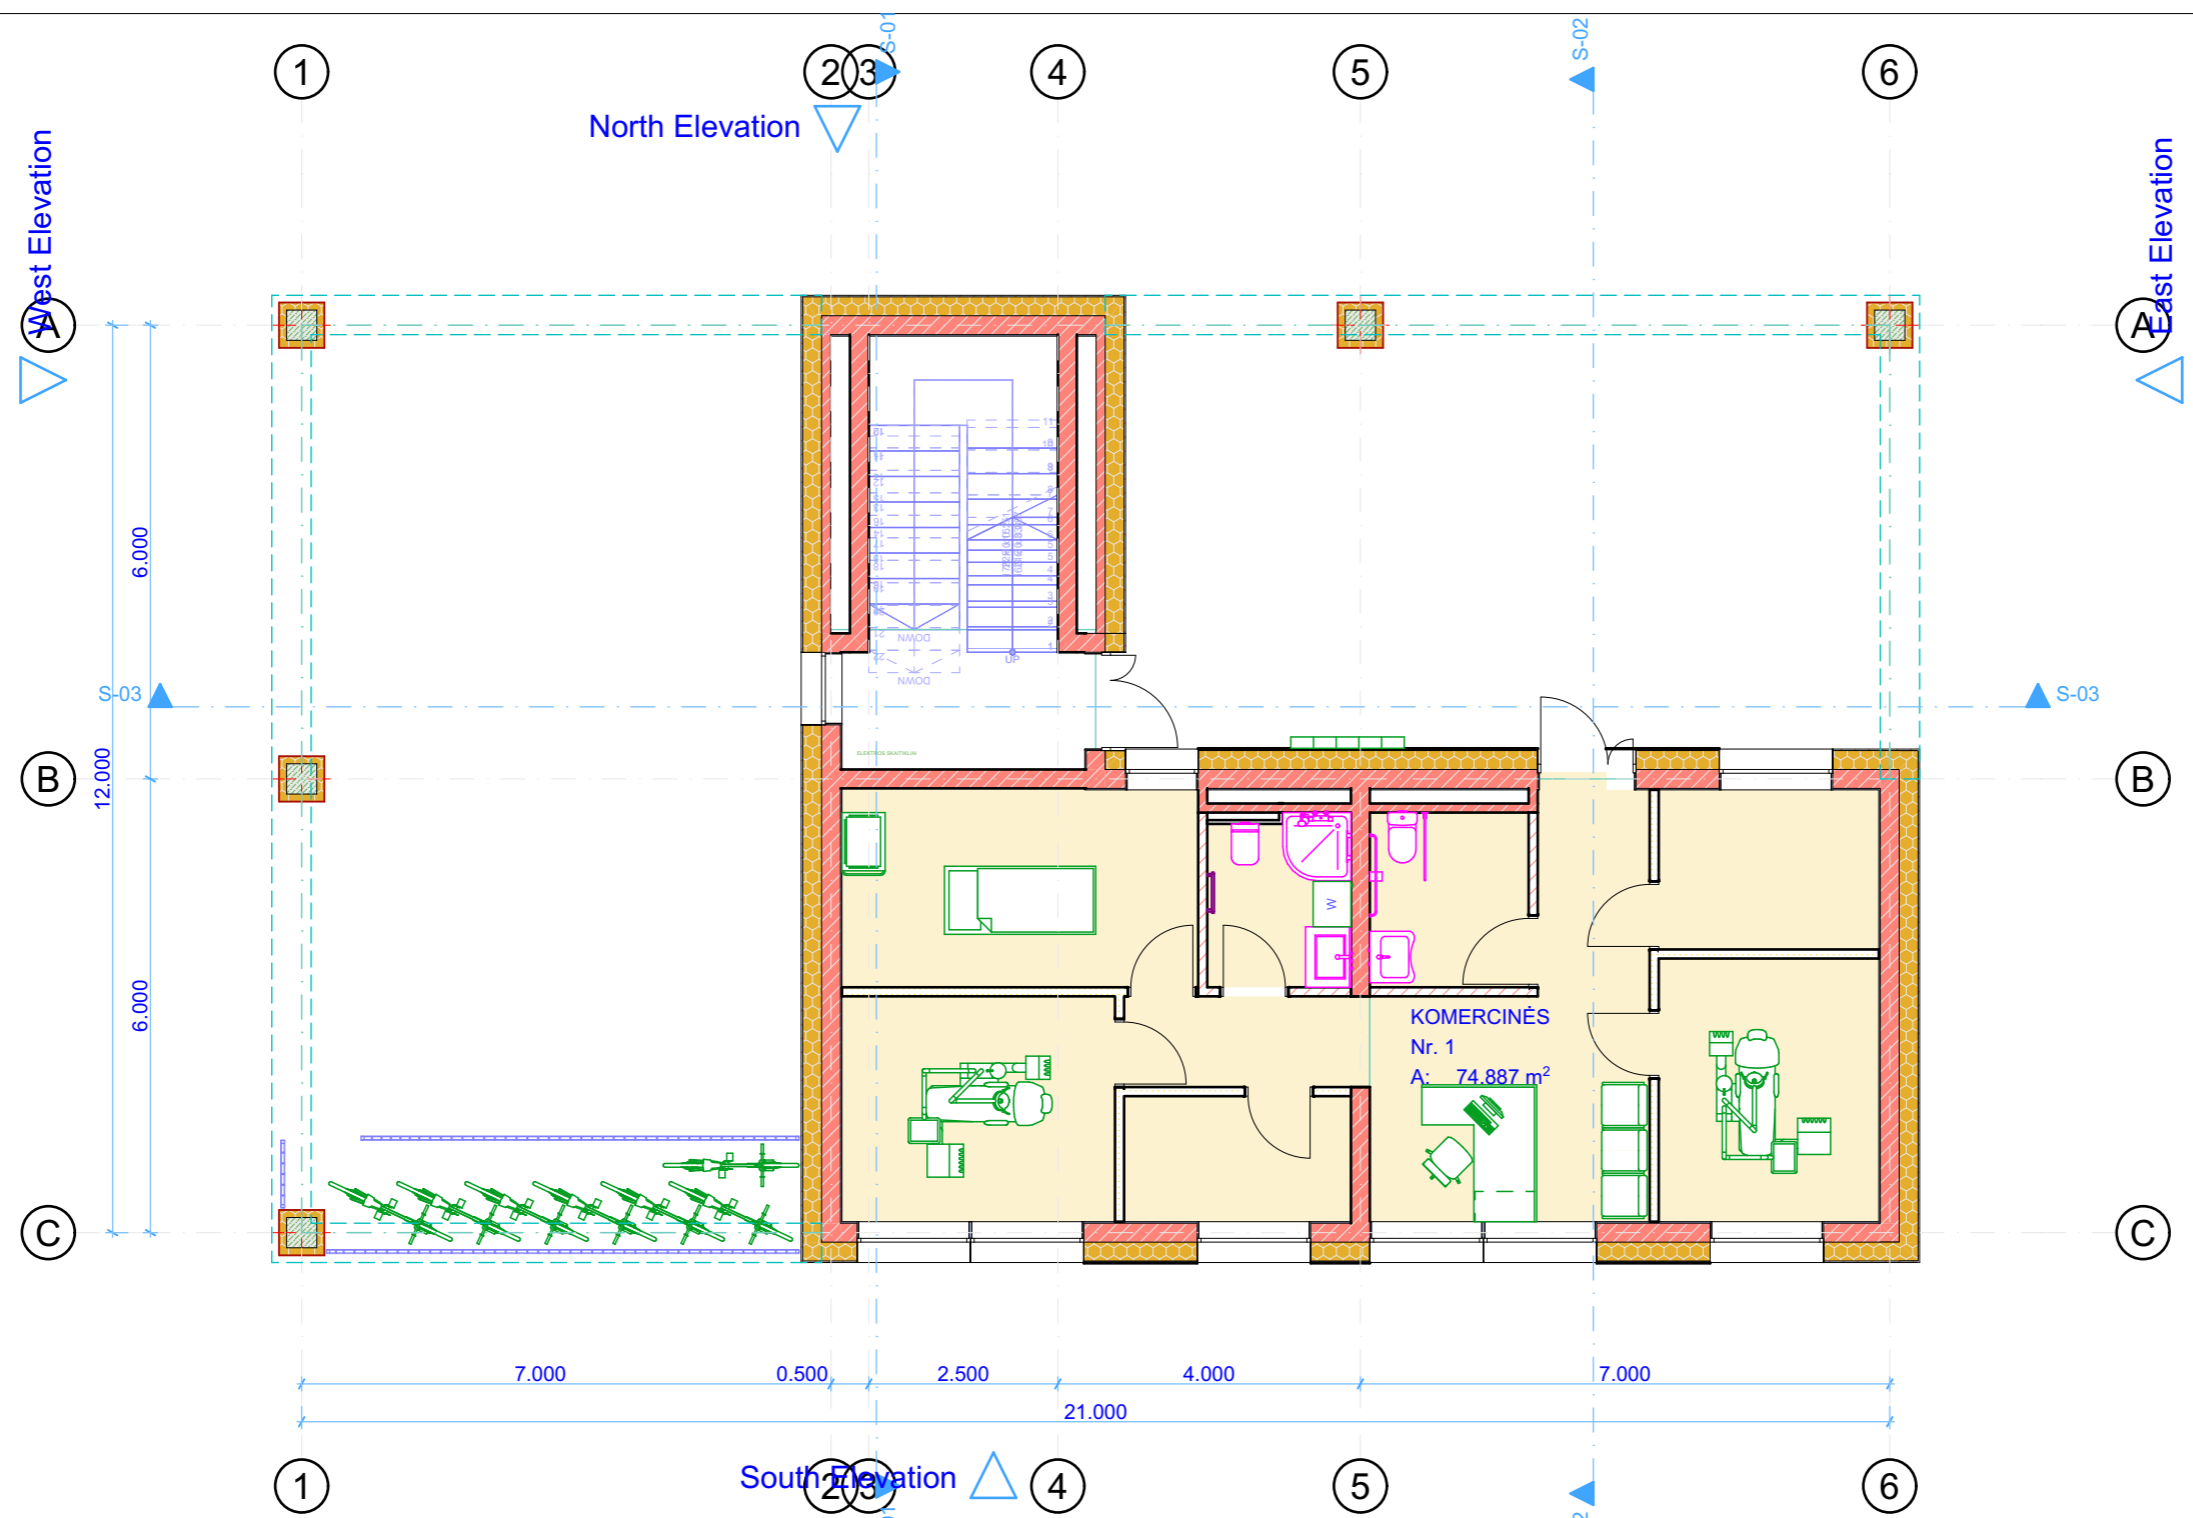 1
2
3
4
5
6
S-01
S-02
North Elevation
West Elevation
East Elevation
A
A
6.000
12.000
6.000
UP
DOWN
DOWN
S-03
S-03
ELEKTROS SKAITIKLIAI
B
B
W
KOMERCINĖS
Nr. 1
A: 74.887 m²
C
C
7.000 0.500 2.500 4.000 7.000
21.000
South Elevation
1
2
3
4
5
6